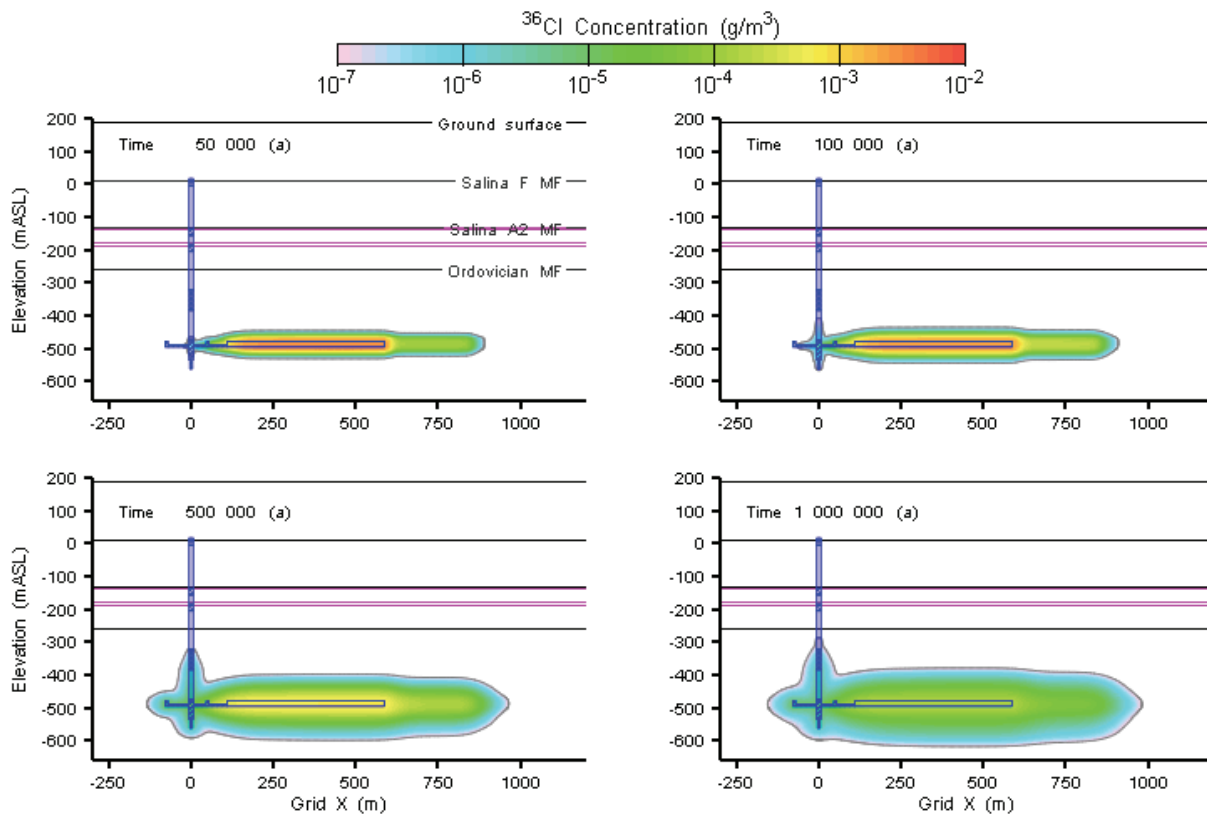 36Cl Concentration (g/m3)
10-7 10-6 10-5 10-4 10-3 10-2
200
100
0
-100
-200
-300
-400
-500
-600
Elevation (mASL)
Time 50 000 (a)
Ground surface
Salina F MF
Salina A2 MF
Ordovician MF
-250 0 250 500 750 1000
200
100
0
-100
-200
-300
-400
-500
-600
Time 100 000 (a)
-250 0 250 500 750 1000
200
100
0
-100
-200
-300
-400
-500
-600
Elevation (mASL)
Time 500 000 (a)
-250 0 250 500 750 1000
Grid X (m)
200
100
0
-100
-200
-300
-400
-500
-600
Time 1 000 000 (a)
-250 0 250 500 750 1000
Grid X (m)